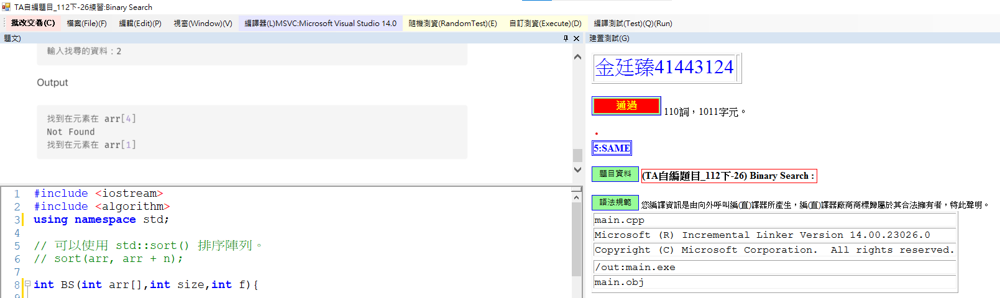 TA自編題目_112下-26練習:Binary Search
批改交卷(C) 檔案(File)(F) 編輯(Edit)(P) 視窗(Window)(V) 編譯器(L)MSVC:Microsoft Visual Studio 14.0 隨機測資(RandomTest)(E) 自訂測資(Execute)(D) 編譯測試(Test)(Q)(Run)
題文)
輸入找尋的資料：2
Output
找到在元素在 arr[4]
Not Found
找到在元素在 arr[1]
1 #include <iostream>
2 #include <algorithm>
3 using namespace std;
4
5 // 可以使用 std::sort() 排序陣列。
6 // sort(arr, arr + n);
7
8 int BS(int arr[],int size,int f){
9
建置測試(G)
金廷臻41443124
通過 110詞，1011字元。
5:SAME
題目資料 (TA自編題目_112下-26) Binary Search :
語法規範 您編譯資訊是由向外呼叫編(直)譯器所產生，編(直)譯器廠商商標歸屬於其合法擁有者，特此聲明。
main.cpp
Microsoft (R) Incremental Linker Version 14.00.23026.0
Copyright (C) Microsoft Corporation. All rights reserved.
/out:main.exe
main.obj